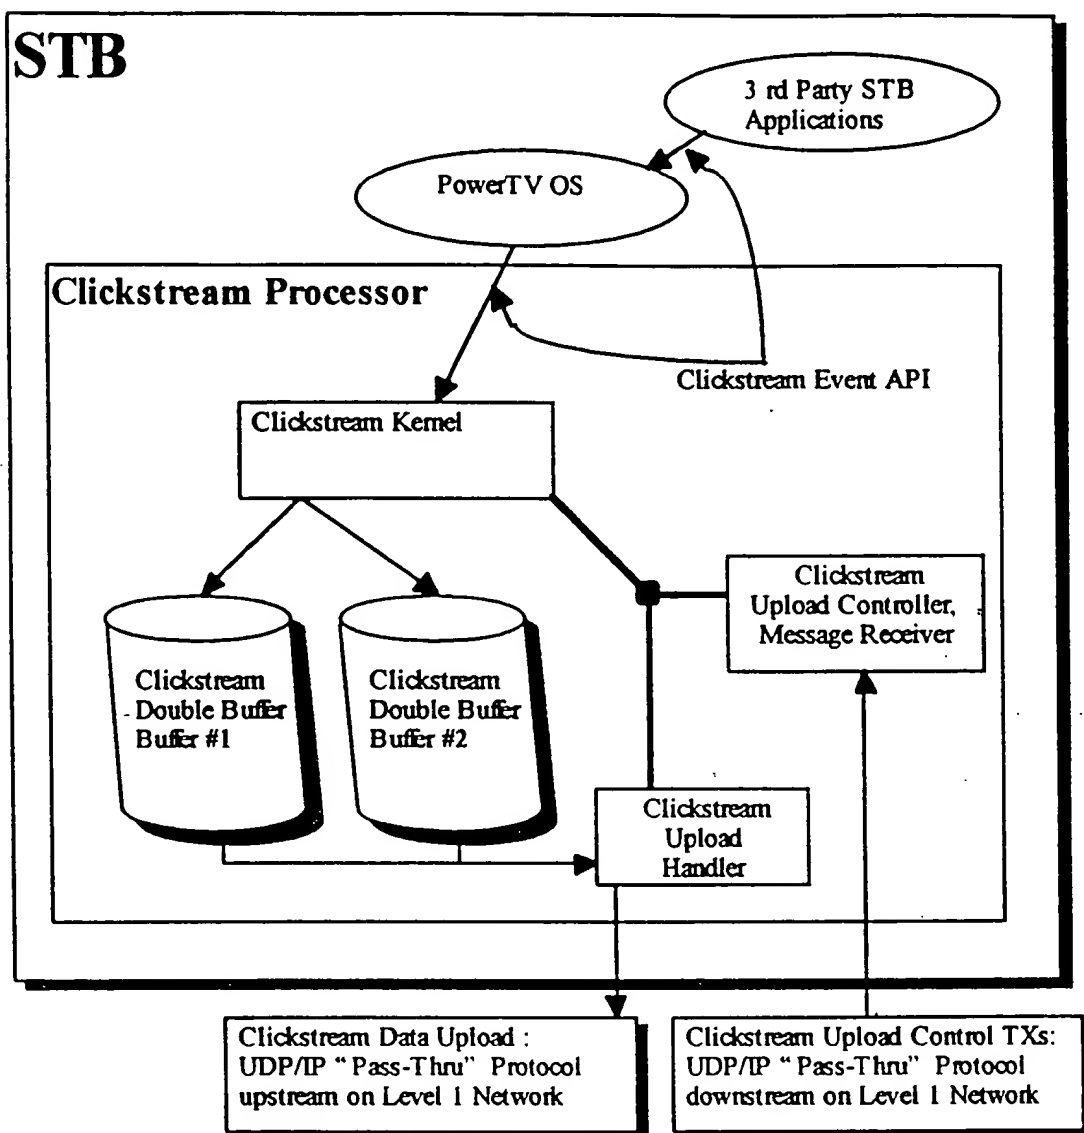 STB
3 rd Party STB
Applications
PowerTV OS
Clickstream Processor
Clickstream Event API
Clickstream Kernel
Clickstream
Upload Controller,
Message Receiver
Clickstream
Double Buffer
Buffer #1
Clickstream
Double Buffer
Buffer #2
Clickstream
Upload
Handler
Clickstream Data Upload :
UDP/IP “ Pass-Thru” Protocol
upstream on Level 1 Network
Clickstream Upload Control TXs:
UDP/IP “ Pass-Thru” Protocol
downstream on Level 1 Network